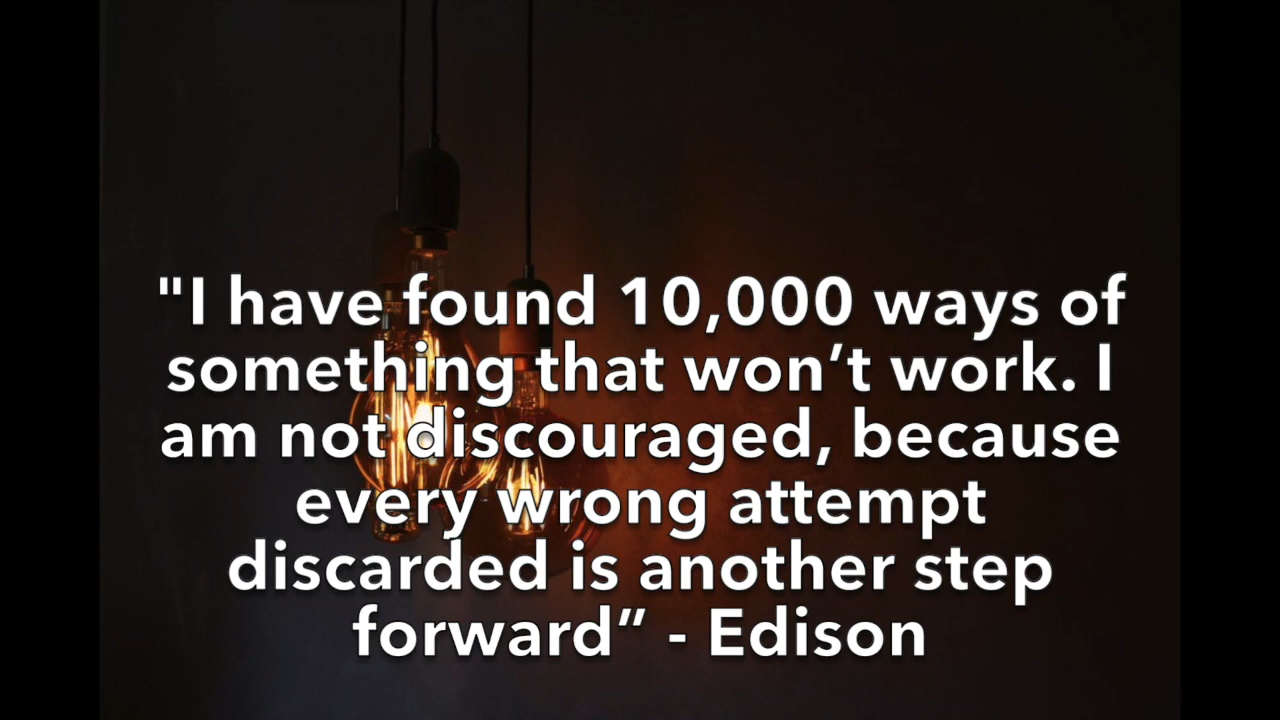 "I have found 10,000 ways of
something that won’t work. I
am not discouraged, because
every wrong attempt
discarded is another step
forward” - Edison